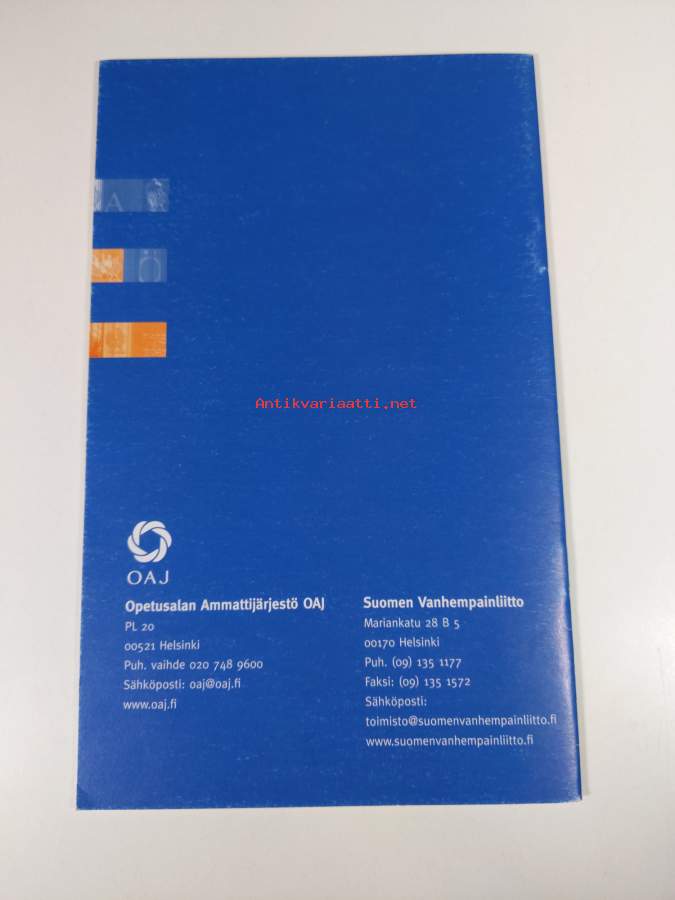 A
Ö
Antikvariaatti.net
OAJ
Opetusalan Ammattijärjestö OAJ
PL 20
00521 Helsinki
Puh. vaihde 020 748 9600
Sähköposti: oaj@oaj.fi
www.oaj.fi
Suomen Vanhempainliitto
Mariankatu 28 B 5
00170 Helsinki
Puh. (09) 135 1177
Faksi: (09) 135 1572
Sähköposti:
toimisto@suomenvanhempainliitto.fi
www.suomenvanhempainliitto.fi